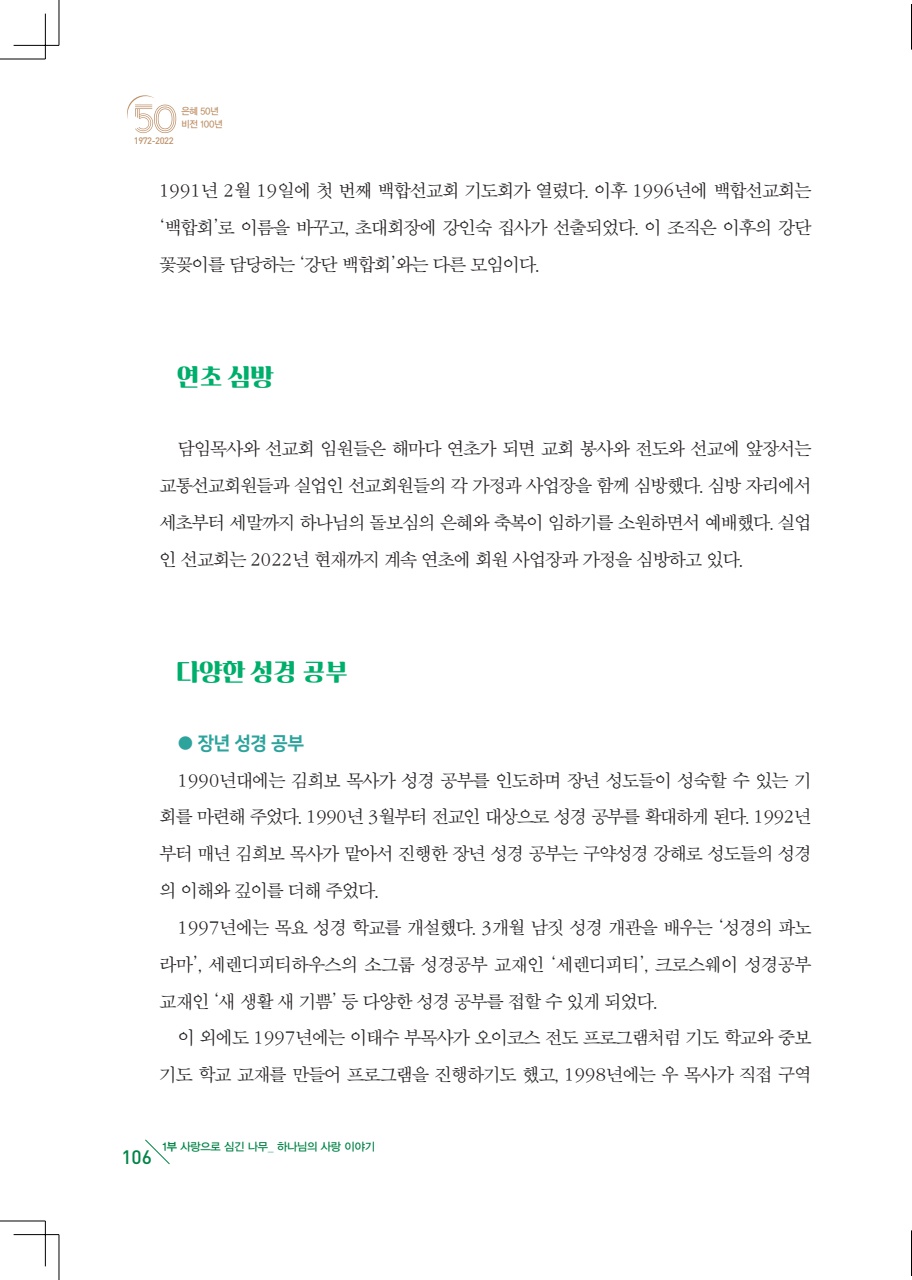 50
은혜 50년
비전 100년
1972-2022
1991년 2월 19일에 첫 번째 백합선교회 기도회가 열렸다. 이후 1996년에 백합선교회는
‘백합회’로 이름을 바꾸고, 초대회장에 강인숙 집사가 선출되었다. 이 조직은 이후의 강단
꽃꽂이를 담당하는 ‘강단 백합회’와는 다른 모임이다.
연초 심방
담임목사와 선교회 임원들은 해마다 연초가 되면 교회 봉사와 전도와 선교에 앞장서는
교통선교회원들과 실업인 선교회원들의 각 가정과 사업장을 함께 심방했다. 심방 자리에서
세초부터 세말까지 하나님의 돌보심의 은혜와 축복이 임하기를 소원하면서 예배했다. 실업
인 선교회는 2022년 현재까지 계속 연초에 회원 사업장과 가정을 심방하고 있다.
다양한 성경 공부
● 장년 성경 공부
1990년대에는 김희보 목사가 성경 공부를 인도하며 장년 성도들이 성숙할 수 있는 기
회를 마련해 주었다. 1990년 3월부터 전교인 대상으로 성경 공부를 확대하게 된다. 1992년
부터 매년 김희보 목사가 맡아서 진행한 장년 성경 공부는 구약성경 강해로 성도들의 성경
의 이해와 깊이를 더해 주었다.
1997년에는 목요 성경 학교를 개설했다. 3개월 남짓 성경 개관을 배우는 ‘성경의 파노
라마’, 세렌디피티하우스의 소그룹 성경공부 교재인 ‘세렌디피티’, 크로스웨이 성경공부
교재인 ‘새 생활 새 기쁨’ 등 다양한 성경 공부를 접할 수 있게 되었다.
이 외에도 1997년에는 이태수 부목사가 오이코스 전도 프로그램처럼 기도 학교와 중보
기도 학교 교재를 만들어 프로그램을 진행하기도 했고, 1998년에는 우 목사가 직접 구역
106
1부 사랑으로 심긴 나무_ 하나님의 사랑 이야기